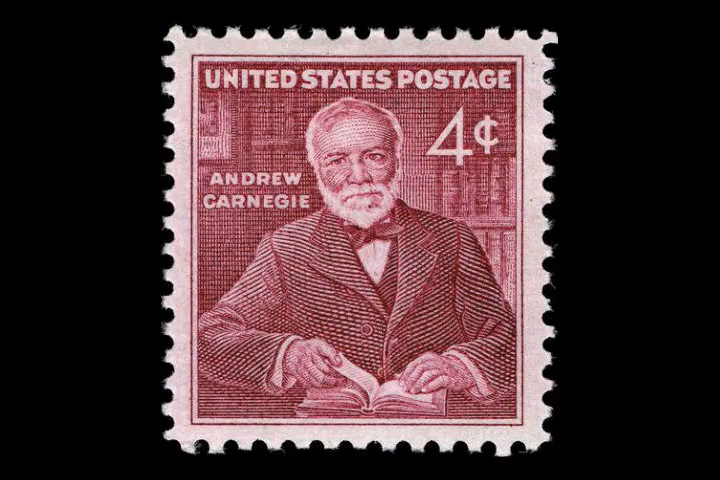 UNITED STATES POSTAGE
4¢
ANDREW
CARNEGIE